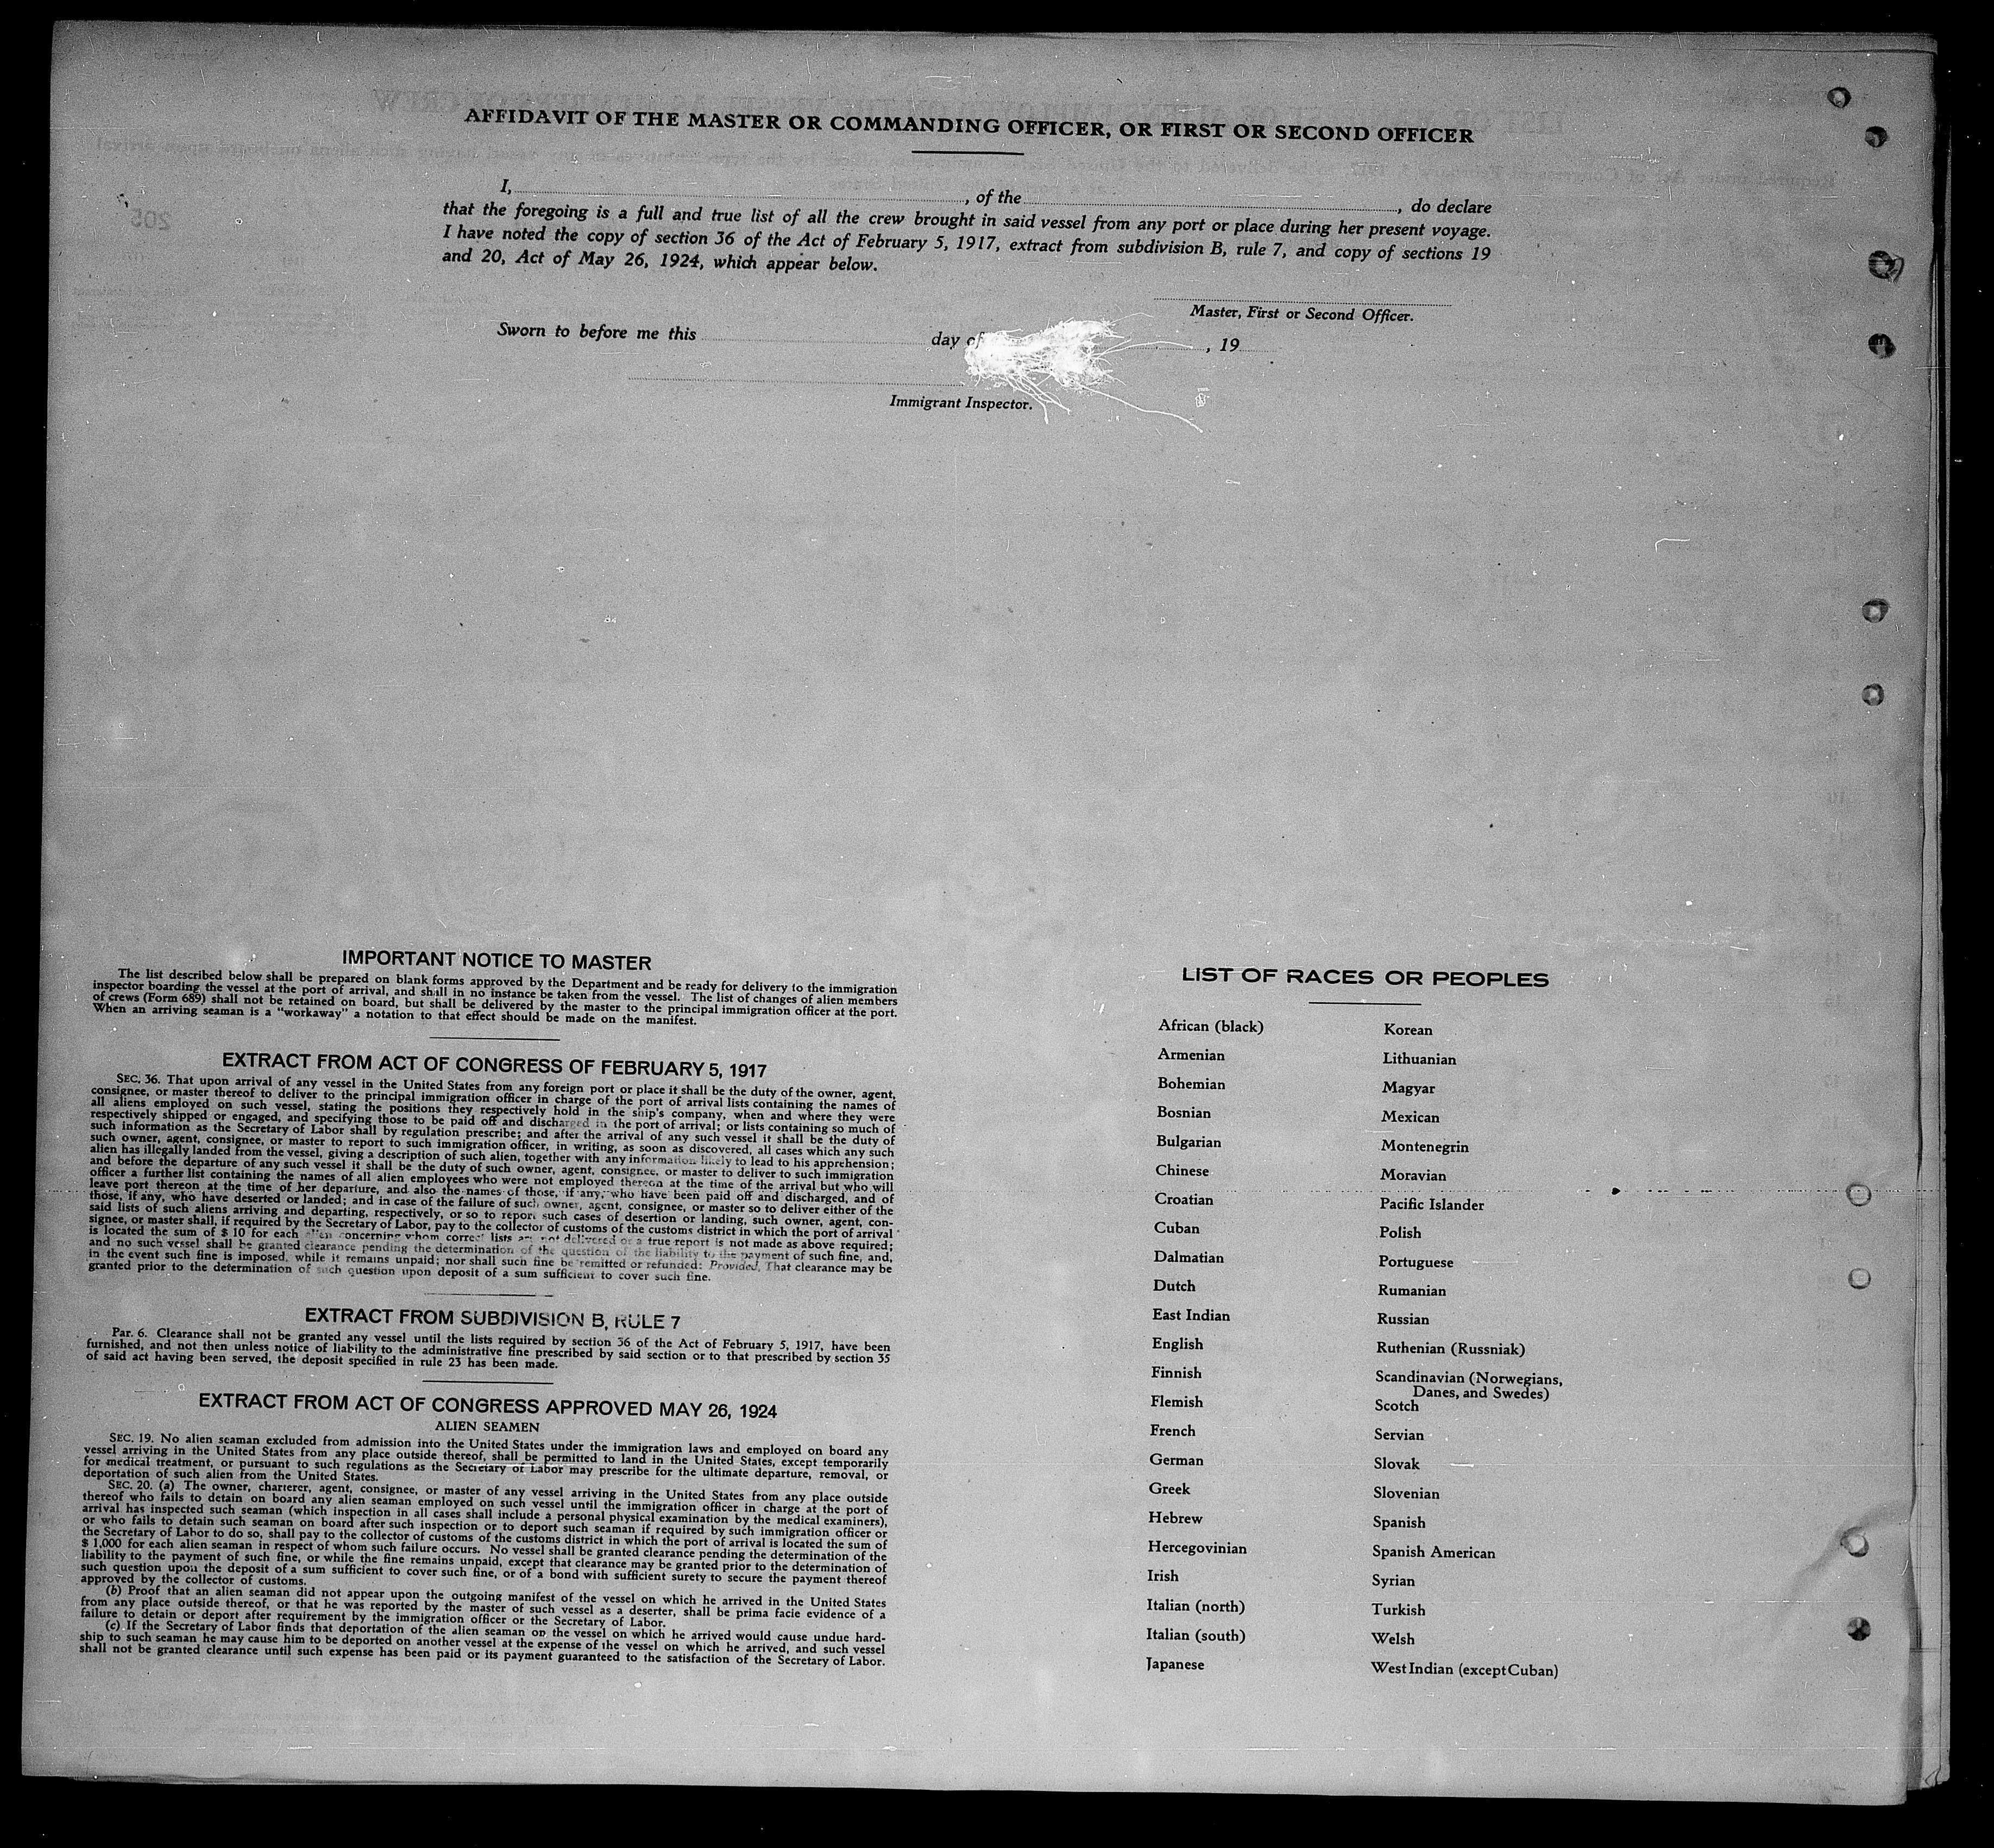 AFFIDAVIT OF THE MASTER OR COMMANDING OFFICER, OR FIRST OR SECOND OFFICER
I, , of the , do declare
that the foregoing is a full and true list of all the crew brought in said vessel from any port or place during her present voyage.
I have noted the copy of section 36 of the Act of February 5, 1917, extract from subdivision B, rule 7, and copy of sections 19
and 20, Act of May 26, 1924, which appear below.
Master, First or Second Officer.
Sworn to before me this day of , 19
Immigrant Inspector.
IMPORTANT NOTICE TO MASTER
The list described below shall be prepared on blank forms approved by the Department and be ready for delivery to the immigration
inspector boarding the vessel at the port of arrival, and shall in no instance be taken from the vessel. The list of changes of alien members
of crews (Form 689) shall not be retained on board, but shall be delivered by the master to the principal immigration officer at the port.
When an arriving seaman is a "workaway" a notation to that effect should be made on the manifest.
EXTRACT FROM ACT OF CONGRESS OF FEBRUARY 5, 1917
SEC. 36. That upon arrival of any vessel in the United States from any foreign port or place it shall be the duty of the owner, agent,
consignee, or master thereof to deliver to the principal immigration officer in charge of the port of arrival lists containing the names of
all aliens employed on such vessel, stating the positions they respectively hold in the ship's company, when and where they were
respectively shipped or engaged, and specifying those to be paid off and discharged in the port of arrival; or lists containing so much of
such information as the Secretary of Labor shall by regulation prescribe; and after the arrival of any such vessel it shall be the duty of
such owner, agent, consignee, or master to report to such immigration officer, in writing, as soon as discovered, all cases which any such
alien has illegally landed from the vessel, giving a description of such alien, together with any information likely to lead to his apprehension;
and before the departure of any such vessel it shall be the duty of such owner, agent, consignee, or master to deliver to such immigration
officer a further list containing the names of all alien employees who were not employed thereon at the time of the arrival but who will
leave port thereon at the time of her departure, and also the names of those, if any, who have been paid off and discharged, and of
those, if any, who have deserted or landed; and in case of the failure of such owner, agent, consignee, or master so to deliver either of the
said lists of such aliens arriving and departing, respectively, or so to report such cases of desertion or landing, such owner, agent, con-
signee, or master shall, if required by the Secretary of Labor, pay to the collector of customs of the customs district in which the port of arrival
is located the sum of $ 10 for each alien concerning whom correct lists are not delivered or a true report is not made as above required;
and no such vessel shall be granted clearance pending the determination of the question of the liability to the payment of such fine, and,
in the event such fine is imposed, while it remains unpaid; nor shall such fine be remitted or refunded: Provided, That clearance may be
granted prior to the determination of such question upon deposit of a sum sufficient to cover such fine.
EXTRACT FROM SUBDIVISION B, RULE 7
Par. 6. Clearance shall not be granted any vessel until the lists required by section 36 of the Act of February 5, 1917, have been
furnished, and not then unless notice of liability to the administrative fine prescribed by said section or to that prescribed by section 35
of said act having been served, the deposit specified in rule 23 has been made.
EXTRACT FROM ACT OF CONGRESS APPROVED MAY 26, 1924
ALIEN SEAMEN
SEC. 19. No alien seaman excluded from admission into the United States under the immigration laws and employed on board any
vessel arriving in the United States from any place outside thereof, shall be permitted to land in the United States, except temporarily
for medical treatment, or pursuant to such regulations as the Secretary of Labor may prescribe for the ultimate departure, removal, or
deportation of such alien from the United States.
SEC. 20. (a) The owner, charterer, agent, consignee, or master of any vessel arriving in the United States from any place outside
thereof who fails to detain on board any alien seaman employed on such vessel until the immigration officer in charge at the port of
arrival has inspected such seaman (which inspection in all cases shall include a personal physical examination by the medical examiners),
or who fails to detain such seaman on board after such inspection or to deport such seaman if required by such immigration officer or
the Secretary of Labor to do so, shall pay to the collector of customs of the customs district in which the port of arrival is located the sum of
$ 1,000 for each alien seaman in respect of whom such failure occurs. No vessel shall be granted clearance pending the determination of the
liability to the payment of such fine, or while the fine remains unpaid, except that clearance may be granted prior to the determination of
such question upon the deposit of a sum sufficient to cover such fine, or of a bond with sufficient surety to secure the payment thereof
approved by the collector of customs.
(b) Proof that an alien seaman did not appear upon the outgoing manifest of the vessel on which he arrived in the United States
from any place outside thereof, or that he was reported by the master of such vessel as a deserter, shall be prima facie evidence of a
failure to detain or deport after requirement by the immigration officer or the Secretary of Labor.
(c) If the Secretary of Labor finds that deportation of the alien seaman on the vessel on which he arrived would cause undue hard-
ship to such seaman he may cause him to be deported on another vessel at the expense of the vessel on which he arrived, and such vessel
shall not be granted clearance until such expense has been paid or its payment guaranteed to the satisfaction of the Secretary of Labor.
LIST OF RACES OR PEOPLES
African (black)
Armenian
Bohemian
Bosnian
Bulgarian
Chinese
Croatian
Cuban
Dalmatian
Dutch
East Indian
English
Finnish
Flemish
French
German
Greek
Hebrew
Hercegovinian
Irish
Italian (north)
Italian (south)
Japanese
Korean
Lithuanian
Magyar
Mexican
Montenegrin
Moravian
Pacific Islander
Polish
Portuguese
Rumanian
Russian
Ruthenian (Russniak)
Scandinavian (Norwegians,
Danes, and Swedes)
Scotch
Servian
Slovak
Slovenian
Spanish
Spanish American
Syrian
Turkish
Welsh
West Indian (except Cuban)